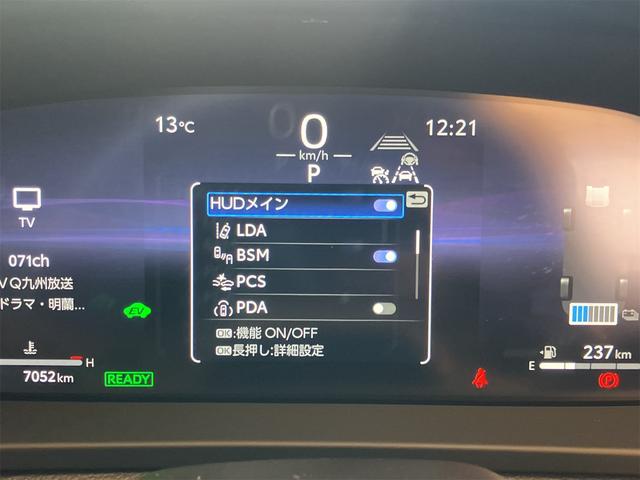 13℃
0
km/h
P
12:21
TV
071ch
VQ九州放送
ドラマ・明蘭...
HUDメイン
LDA
BSM
PCS
PDA
OK:機能 ON/OFF
OK長押し:詳細設定
EV
H
7052km
READY
237km
E
P